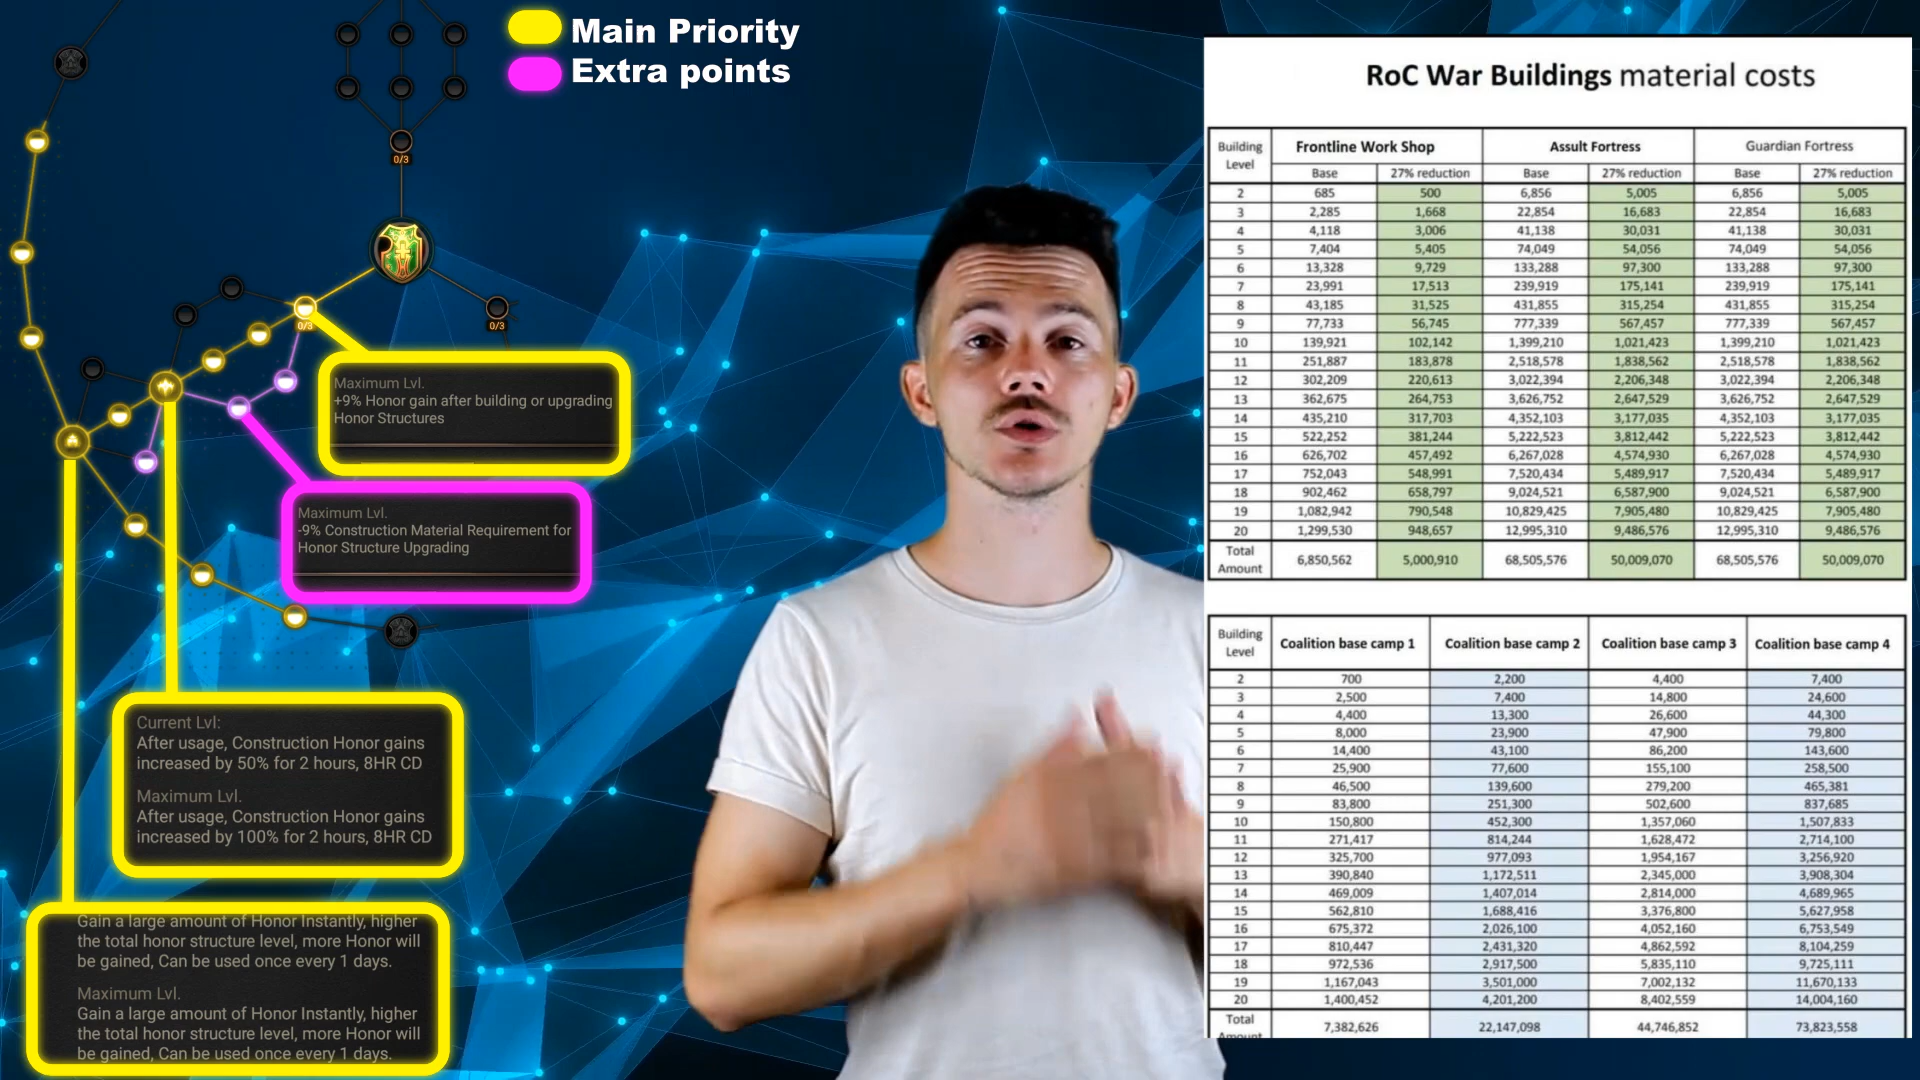 Main Priority
Extra points
0/3
0/3
0/3
Maximum Lvl.
+9% Honor gain after building or upgrading
Honor Structures
Maximum Lvl.
-9% Construction Material Requirement for
Honor Structure Upgrading
Current Lvl:
After usage, Construction Honor gains
increased by 50% for 2 hours, 8HR CD
Maximum Lvl.
After usage, Construction Honor gains
increased by 100% for 2 hours, 8HR CD
Gain a large amount of Honor Instantly, higher
the total honor structure level, more Honor will
be gained, Can be used once every 1 days.
Maximum Lvl.
Gain a large amount of Honor Instantly, higher
the total honor structure level, more Honor will
be gained, Can be used once every 1 days.
RoC War Buildings material costs
Building Level Frontline Work Shop Assult Fortress Guardian Fortress
Base 27% reduction Base 27% reduction Base 27% reduction
2 685 500 6,856 5,005 6,856 5,005
3 2,285 1,668 22,854 16,683 22,854 16,683
4 4,118 3,006 41,138 30,031 41,138 30,031
5 7,404 5,405 74,049 54,056 74,049 54,056
6 13,328 9,729 133,288 97,300 133,288 97,300
7 23,991 17,513 239,919 175,141 239,919 175,141
8 43,185 31,525 431,855 315,254 431,855 315,254
9 77,733 56,745 777,339 567,457 777,339 567,457
10 139,921 102,142 1,399,210 1,021,423 1,399,210 1,021,423
11 251,887 183,878 2,518,578 1,838,562 2,518,578 1,838,562
12 302,209 220,613 3,022,394 2,206,348 3,022,394 2,206,348
13 362,675 264,753 3,626,752 2,647,529 3,626,752 2,647,529
14 435,210 317,703 4,352,103 3,177,035 4,352,103 3,177,035
15 522,252 381,244 5,222,523 3,812,442 5,222,523 3,812,442
16 626,702 457,492 6,267,028 4,574,930 6,267,028 4,574,930
17 752,043 548,991 7,520,434 5,489,917 7,520,434 5,489,917
18 902,462 658,797 9,024,521 6,587,900 9,024,521 6,587,900
19 1,082,942 790,548 10,829,425 7,905,480 10,829,425 7,905,480
20 1,299,530 948,657 12,995,310 9,486,576 12,995,310 9,486,576
Total Amount 6,850,562 5,000,910 68,505,576 50,009,070 68,505,576 50,009,070
Building Level Coalition base camp 1 Coalition base camp 2 Coalition base camp 3 Coalition base camp 4
2 700 2,200 4,400 7,400
3 2,500 7,400 14,800 24,600
4 4,400 13,300 26,600 44,300
5 8,000 23,900 47,900 79,800
6 14,400 43,100 86,200 143,600
7 25,900 77,600 155,100 258,500
8 46,500 139,600 279,200 465,381
9 83,800 251,300 502,600 837,685
10 150,800 452,300 1,357,060 1,507,833
11 271,417 814,244 1,628,472 2,714,100
12 325,700 977,093 1,954,167 3,256,920
13 390,840 1,172,511 2,345,000 3,908,304
14 469,009 1,407,014 2,814,000 4,689,965
15 562,810 1,688,416 3,376,800 5,627,958
16 675,372 2,026,100 4,052,160 6,753,549
17 810,447 2,431,320 4,862,592 8,104,259
18 972,536 2,917,500 5,835,110 9,725,111
19 1,167,043 3,501,000 7,002,132 11,670,133
20 1,400,452 4,201,200 8,402,559 14,004,160
Total Amount 7,382,626 22,147,098 44,746,852 73,823,558